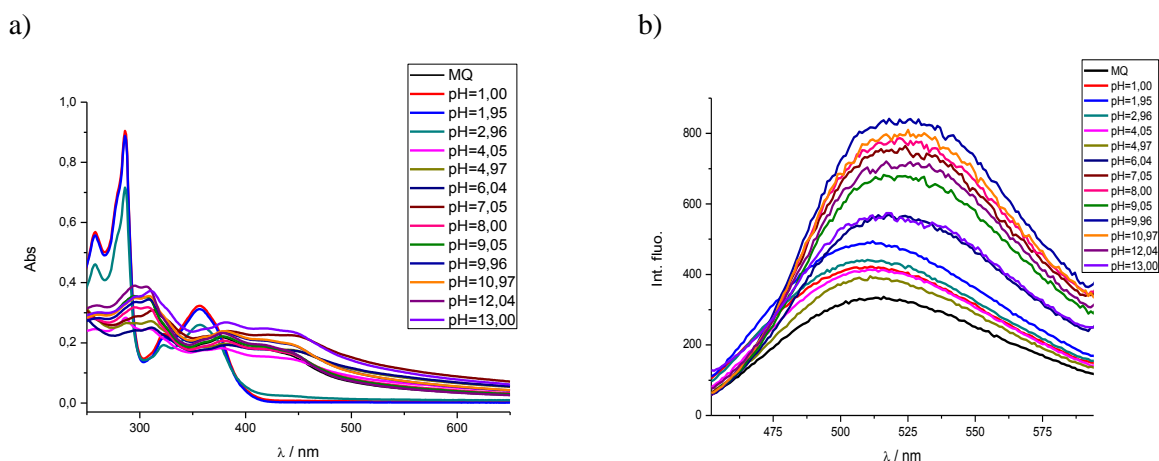 a)
MQ
pH=1,00
pH=1,95
pH=2,96
pH=4,05
pH=4,97
pH=6,04
pH=7,05
pH=8,00
pH=9,05
pH=9,96
pH=10,97
pH=12,04
pH=13,00
1,0
0,8
0,6
0,4
0,2
0,0
Abs
300
400
500
600
λ / nm
b)
MQ
pH=1,00
pH=1,95
pH=2,96
pH=4,05
pH=4,97
pH=6,04
pH=7,05
pH=8,00
pH=9,05
pH=9,96
pH=10,97
pH=12,04
pH=13,00
800
600
400
200
0
Int. fluo.
475
500
525
550
575
λ / nm